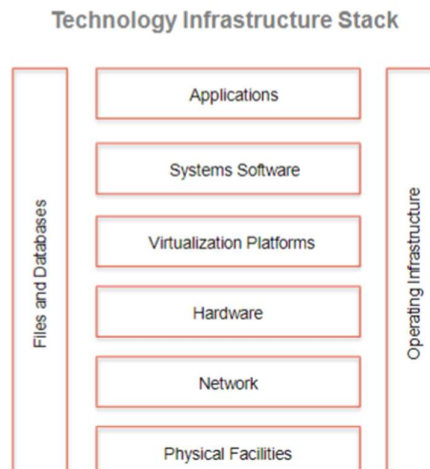 Technology Infrastructure Stack
Files and Databases
Applications
Systems Software
Virtualization Platforms
Hardware
Network
Physical Facilities
Operating Infrastructure